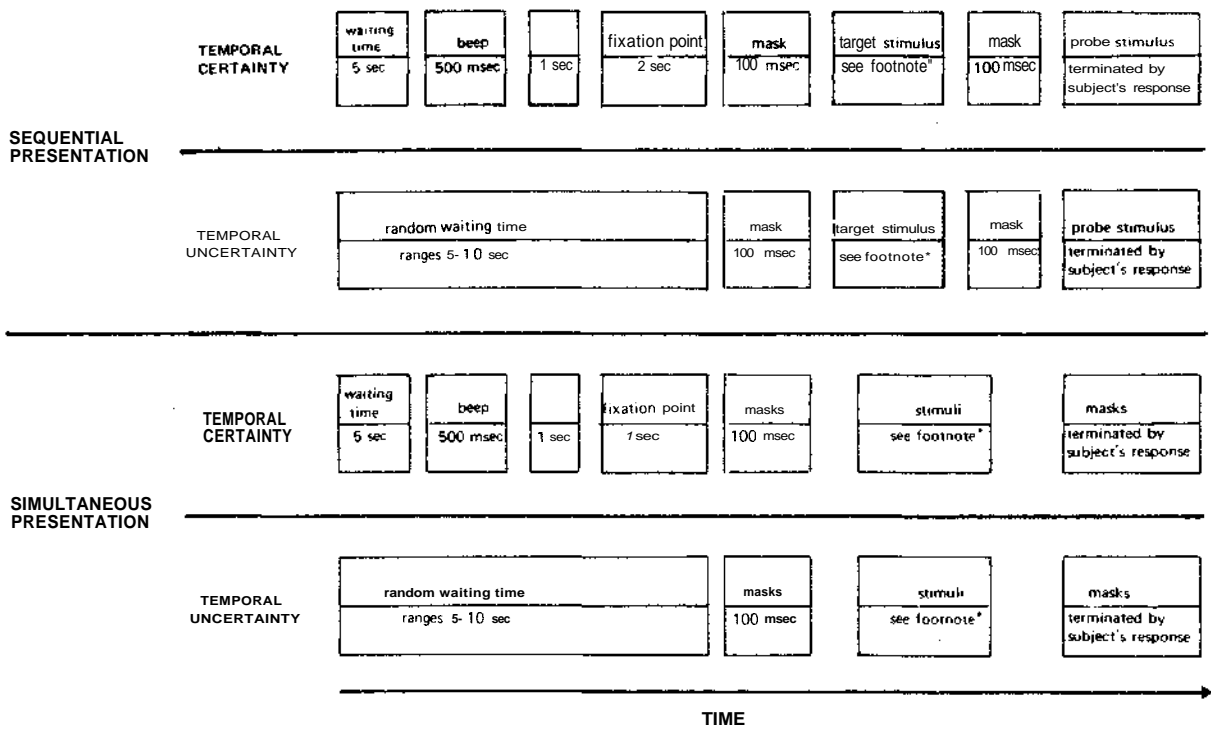 TEMPORAL
CERTAINTY
waiting
time
5 sec
beep
500 msec
1 sec
fixation point
2 sec
mask
100 msec
target stimulus
see footnote*
mask
100 msec
probe stimulus
terminated by
subject's response
SEQUENTIAL
PRESENTATION
TEMPORAL
UNCERTAINTY
random waiting time
ranges 5-10 sec
mask
100 msec
target stimulus
see footnote*
mask
100 msec
probe stimulus
terminated by
subject's response
TEMPORAL
CERTAINTY
waiting
time
5 sec
beep
500 msec
1 sec
fixation point
1 sec
masks
100 msec
stimuli
see footnote*
masks
terminated by
subject's response
SIMULTANEOUS
PRESENTATION
TEMPORAL
UNCERTAINTY
random waiting time
ranges 5-10 sec
masks
100 msec
stimuli
see footnote*
masks
terminated by
subject's response
TIME